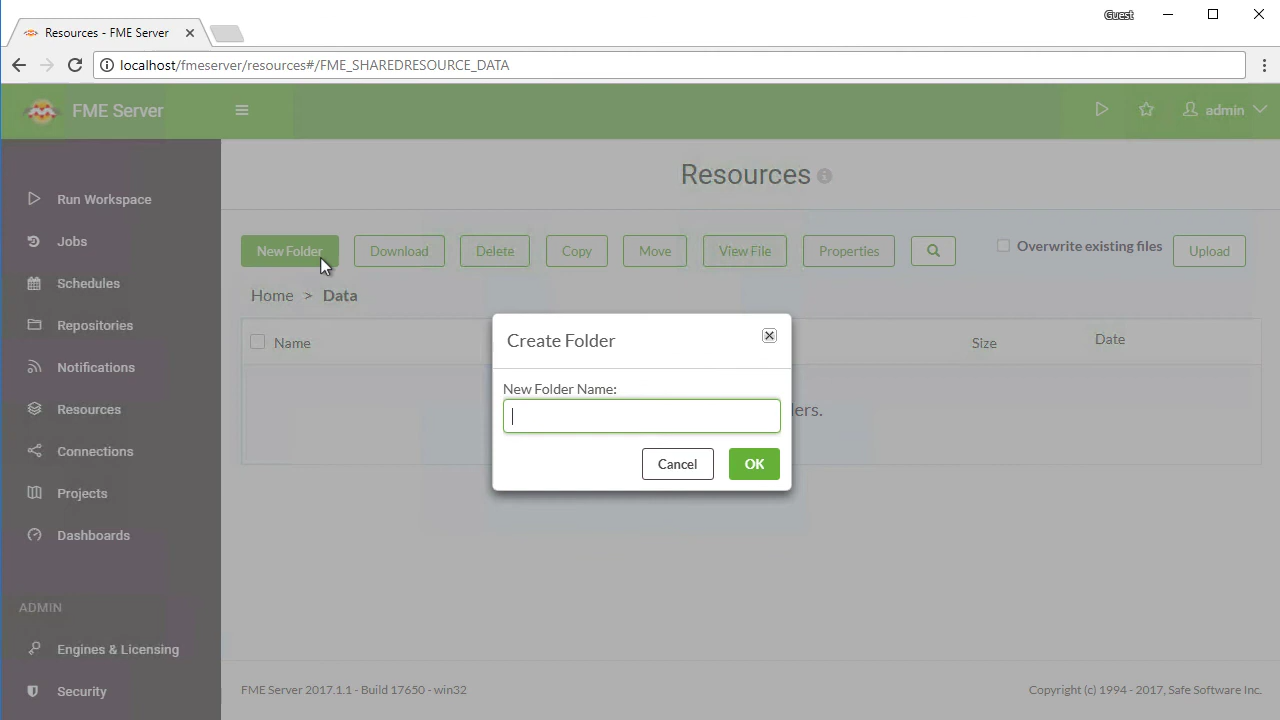 Guest
Resources - FME Server
localhost/fmeserver/resources#/FME_SHAREDRESOURCE_DATA
FME Server
admin
Run Workspace
Jobs
Schedules
Repositories
Notifications
Resources
Connections
Projects
Dashboards
ADMIN
Engines & Licensing
Security
Resources
New Folder
Download
Delete
Copy
Move
View File
Properties
Overwrite existing files
Upload
Home > Data
Name
Size
Date
Create Folder
New Folder Name:
Cancel
OK
FME Server 2017.1.1 - Build 17650 - win32
Copyright (c) 1994 - 2017, Safe Software Inc.